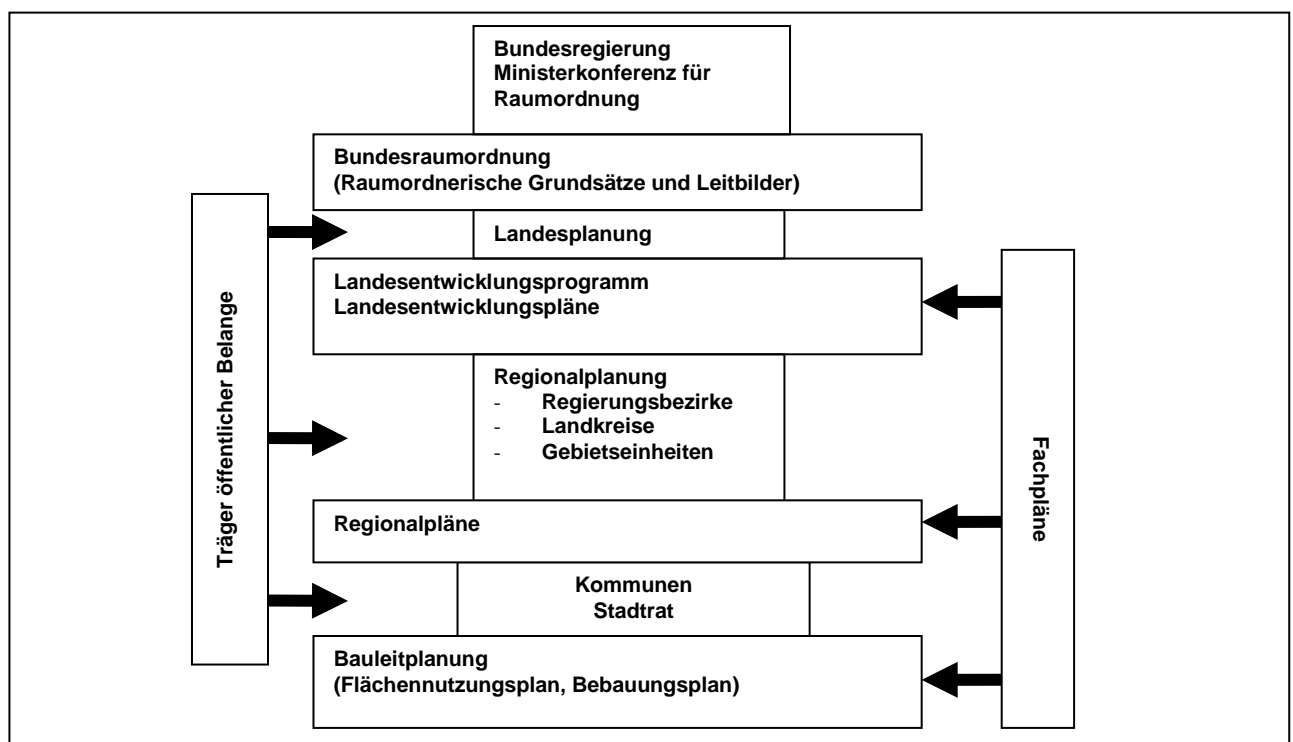 Bundesregierung
Ministerkonferenz für
Raumordnung
Bundesraumordnung
(Raumordnerische Grundsätze und Leitbilder)
Landesplanung
Landesentwicklungsprogramm
Landesentwicklungspläne
Regionalplanung
- Regierungsbezirke
- Landkreise
- Gebietseinheiten
Regionalpläne
Kommunen
Stadtrat
Bauleitplanung
(Flächennutzungsplan, Bebauungsplan)
Träger öffentlicher Belange
Fachpläne